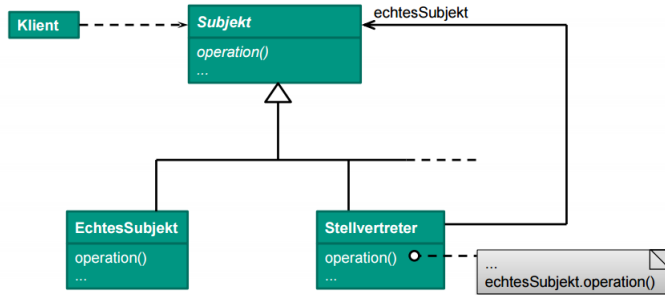 Klient
Subjekt
operation()
...
echtesSubjekt
EchtesSubjekt
operation()
...
Stellvertreter
operation()
...
...
echtesSubjekt.operation()